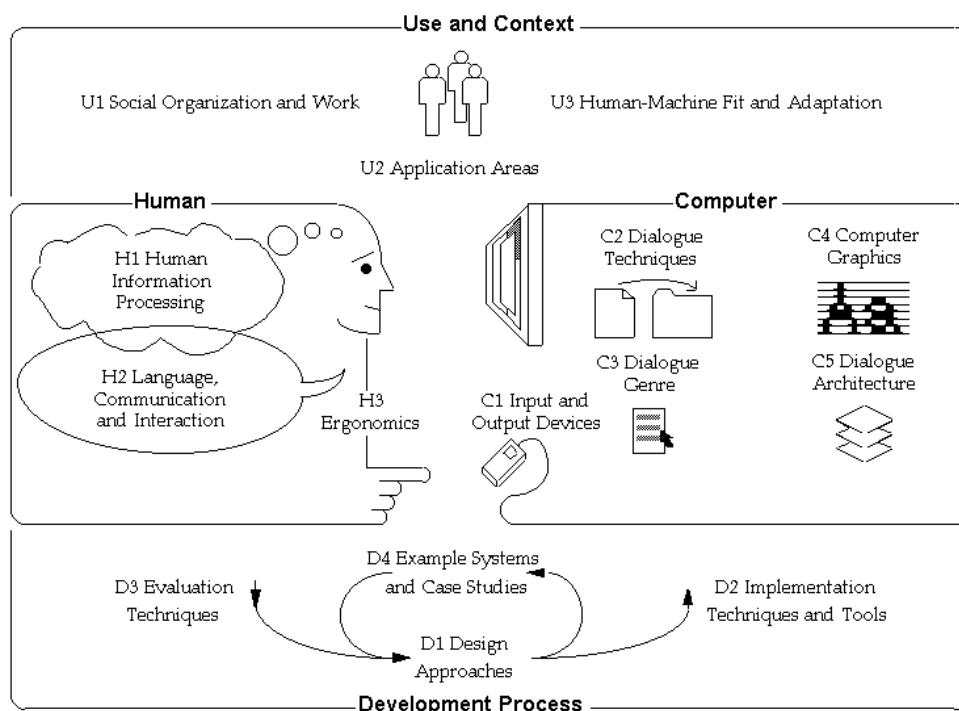 Use and Context
U1 Social Organization and Work
U3 Human-Machine Fit and Adaptation
U2 Application Areas
Human
H1 Human
Information
Processing
H2 Language,
Communication
and Interaction
H3
Ergonomics
Computer
C1 Input and
Output Devices
C2 Dialogue
Techniques
C3 Dialogue
Genre
C4 Computer
Graphics
C5 Dialogue
Architecture
D3 Evaluation
Techniques
D4 Example Systems
and Case Studies
D1 Design
Approaches
D2 Implementation
Techniques and Tools
Development Process